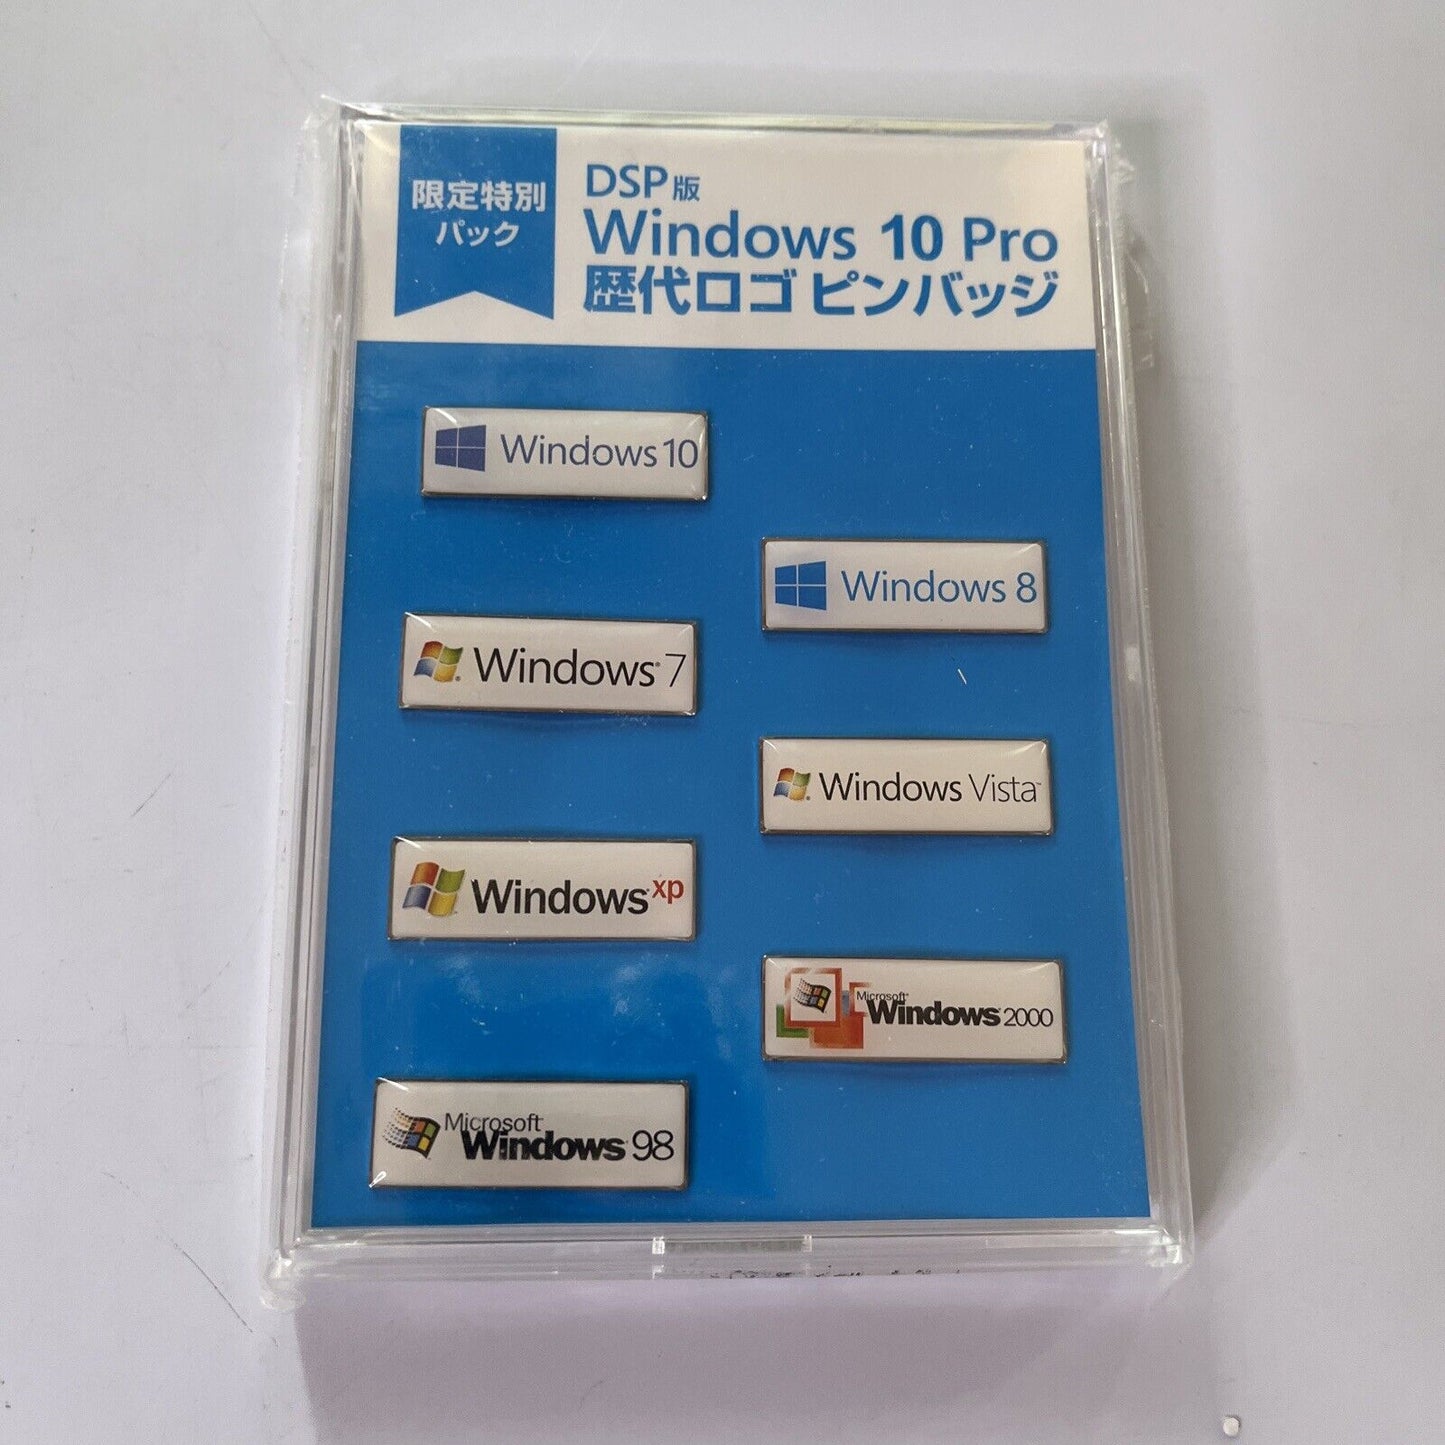 限定特別
パック
DSP版
Windows 10 Pro
歴代ロゴ ピンバッジ
Windows 10
Windows 8
Windows® 7
Windows Vista™
Windows® xp
Microsoft®
Windows 2000
Microsoft®
Windows® 98